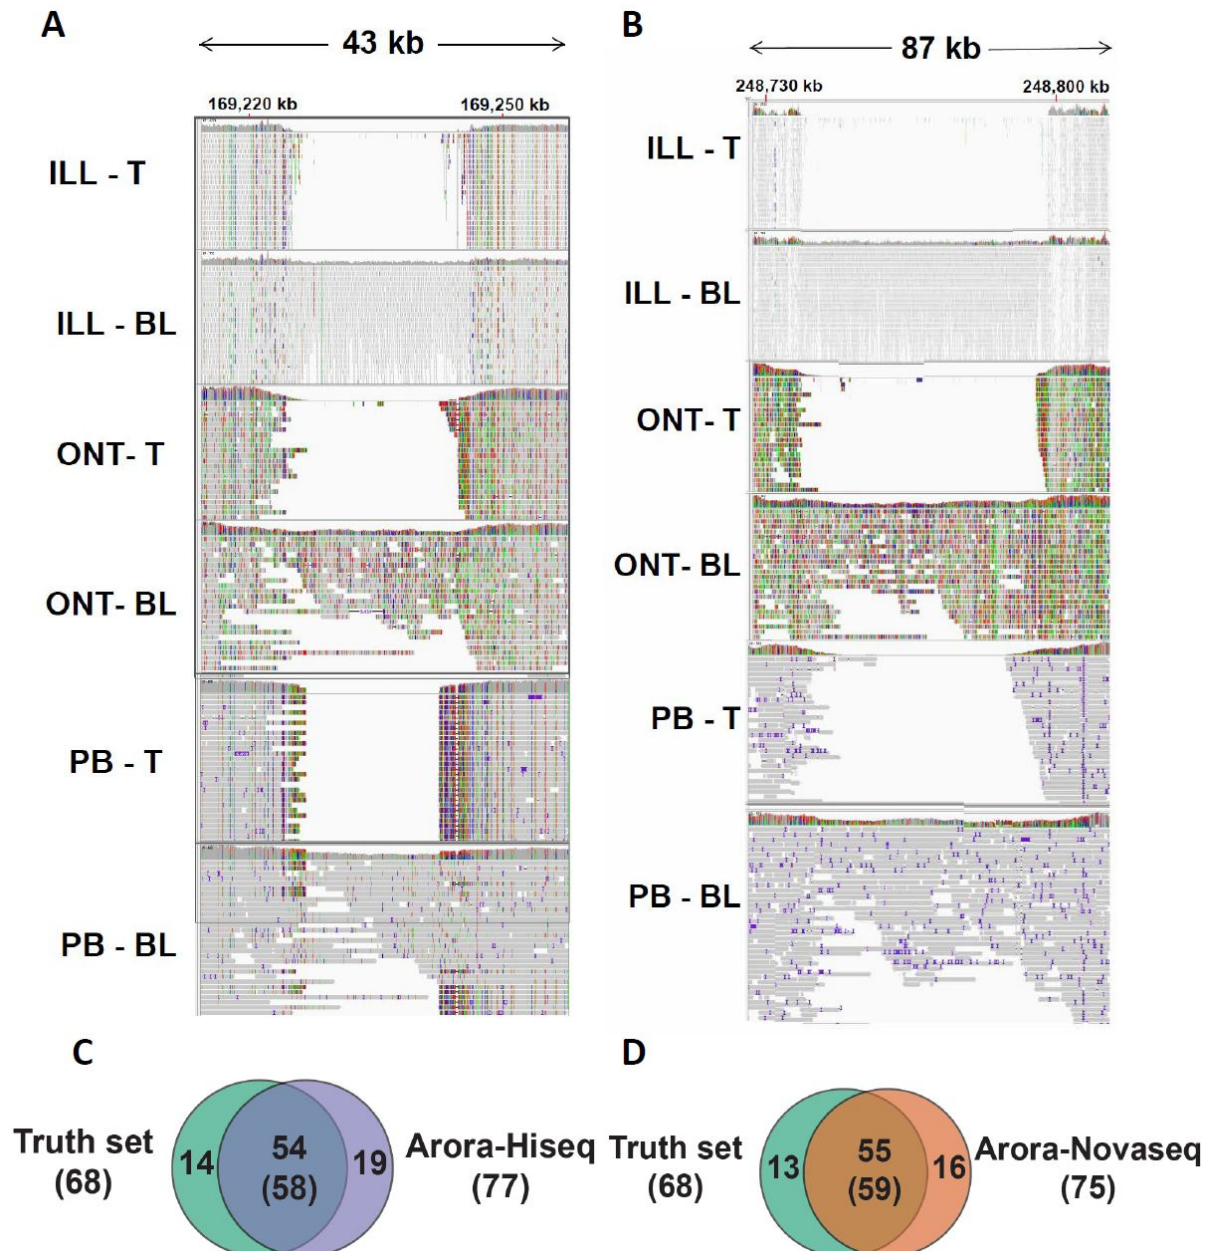 A
43 kb
169,220 kb 169,250 kb
ILL - T
ILL - BL
ONT- T
ONT- BL
PB - T
PB - BL
B
87 kb
248,730 kb 248,800 kb
ILL - T
ILL - BL
ONT- T
ONT- BL
PB - T
PB - BL
C
Truth set
(68)
14
54
(58)
19
Arora-Hiseq
(77)
D
Truth set
(68)
13
55
(59)
16
Arora-Novaseq
(75)